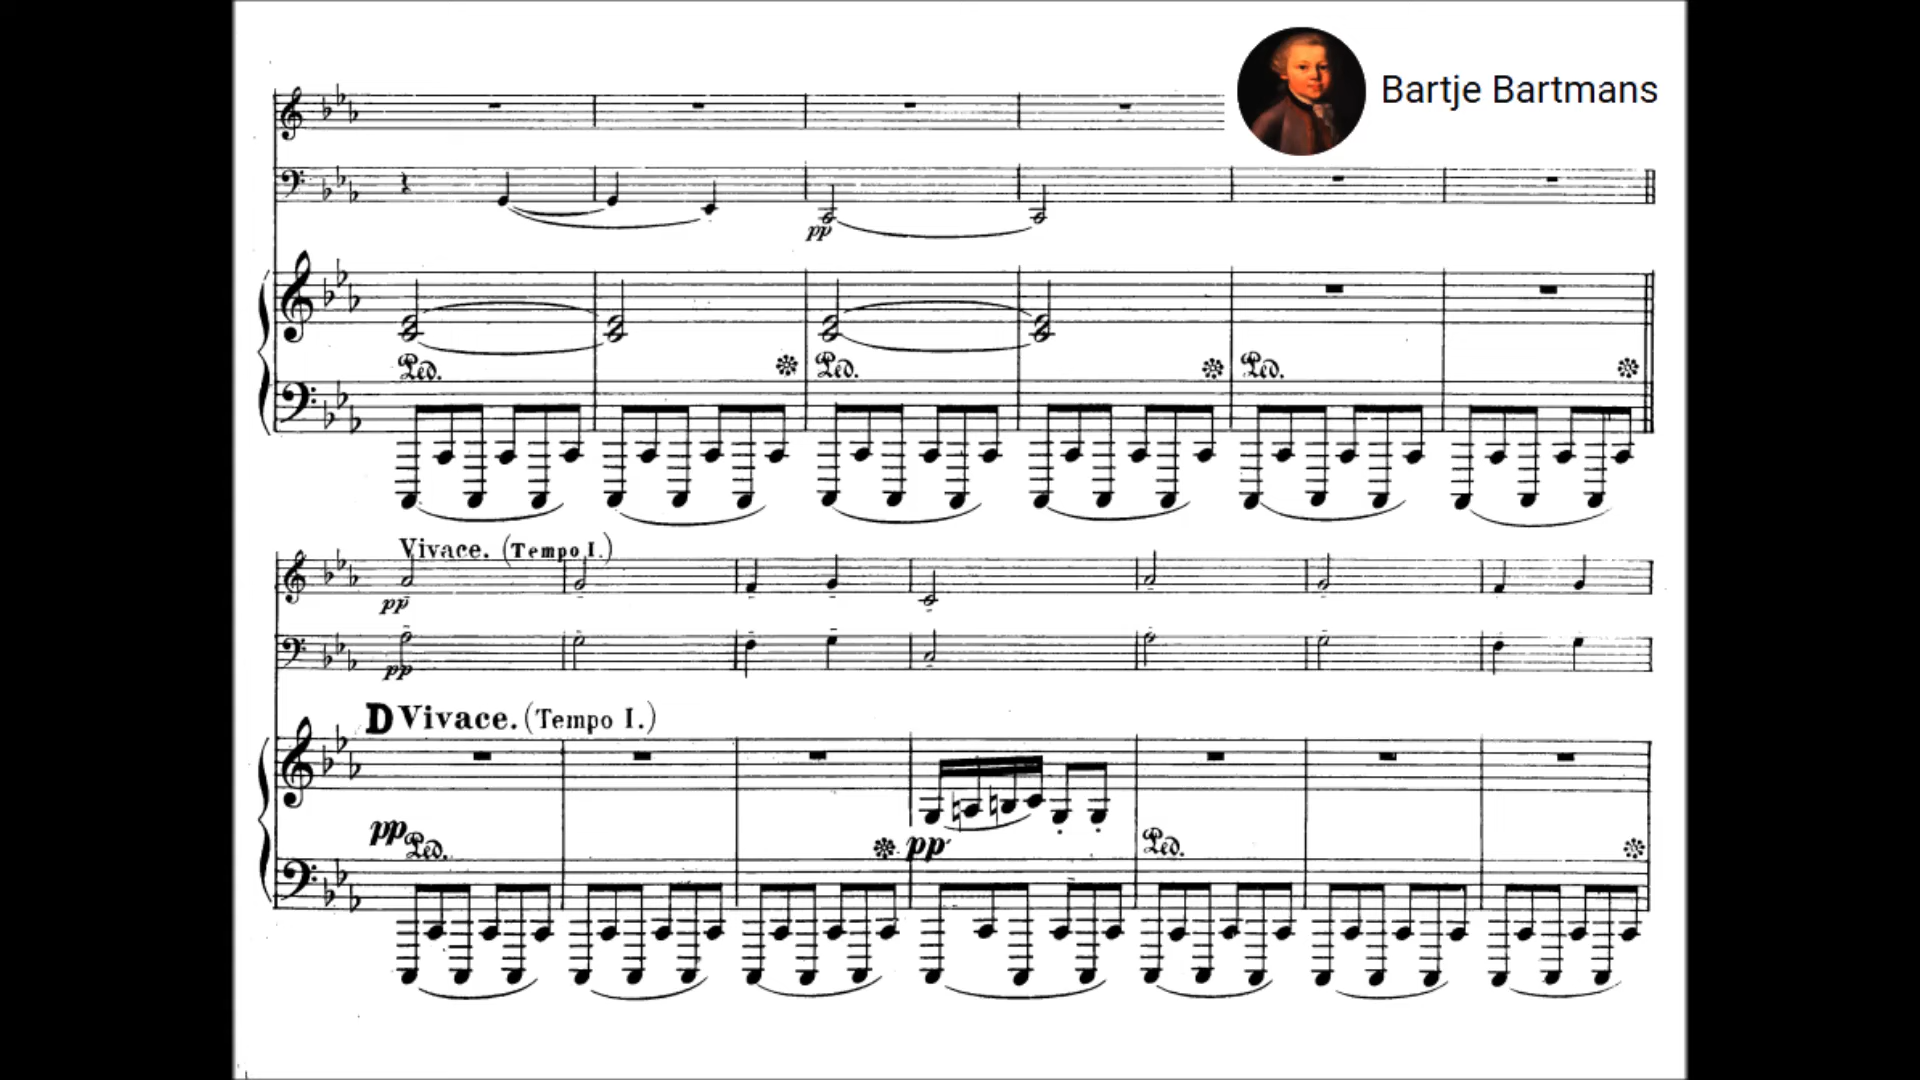 Bartje Bartmans
pp
Ped. Ped. Ped.
Vivace. (Tempo I.)
pp
pp
D Vivace. (Tempo I.)
pp Ped. pp Ped.